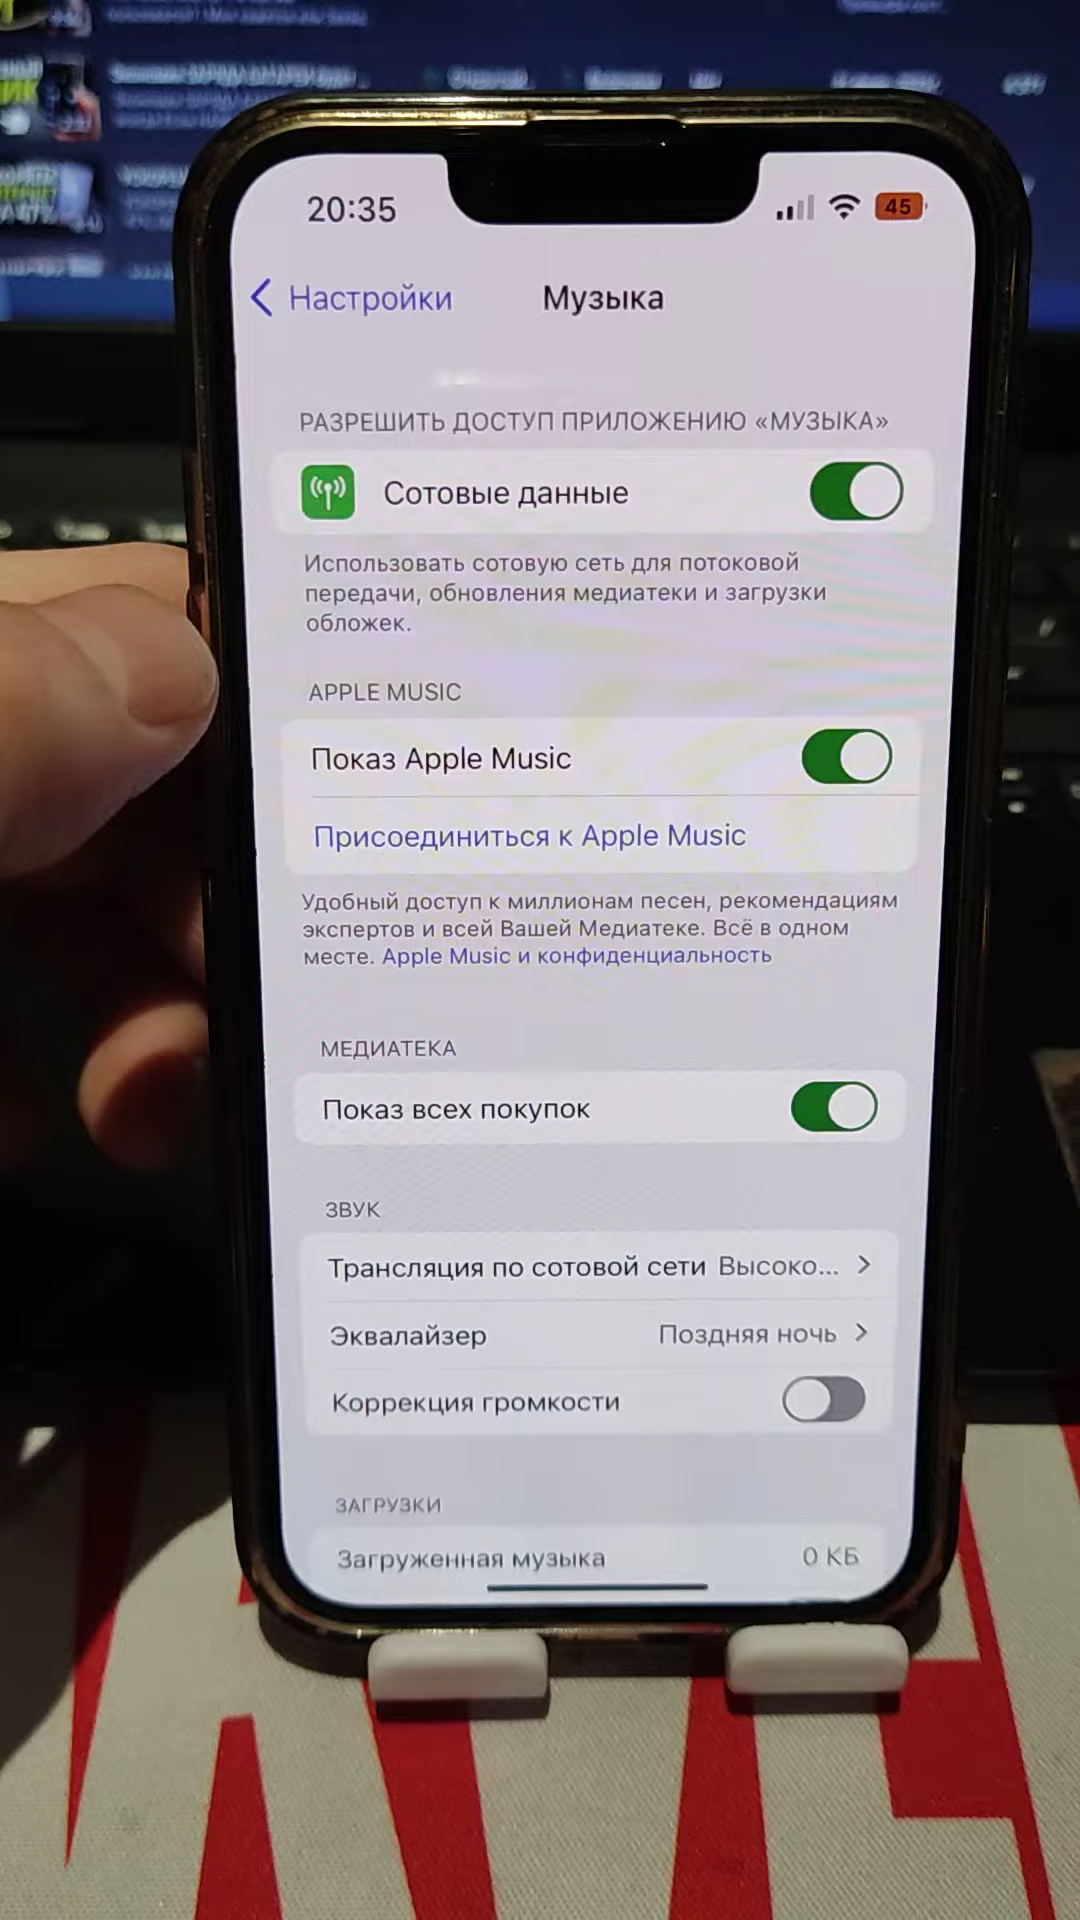 20:35
45
Настройки
Музыка
РАЗРЕШИТЬ ДОСТУП ПРИЛОЖЕНИЮ «МУЗЫКА»
Сотовые данные
Использовать сотовую сеть для потоковой
передачи, обновления медиатеки и загрузки
обложек.
APPLE MUSIC
Показ Apple Music
Присоединиться к Apple Music
Удобный доступ к миллионам песен, рекомендациям
экспертов и всей Вашей Медиатеке. Всё в одном
месте. Apple Music и конфиденциальность
МЕДИАТЕКА
Показ всех покупок
ЗВУК
Трансляция по сотовой сети Высоко...
Эквалайзер Поздняя ночь
Коррекция громкости
ЗАГРУЗКИ
Загруженная музыка 0 КБ